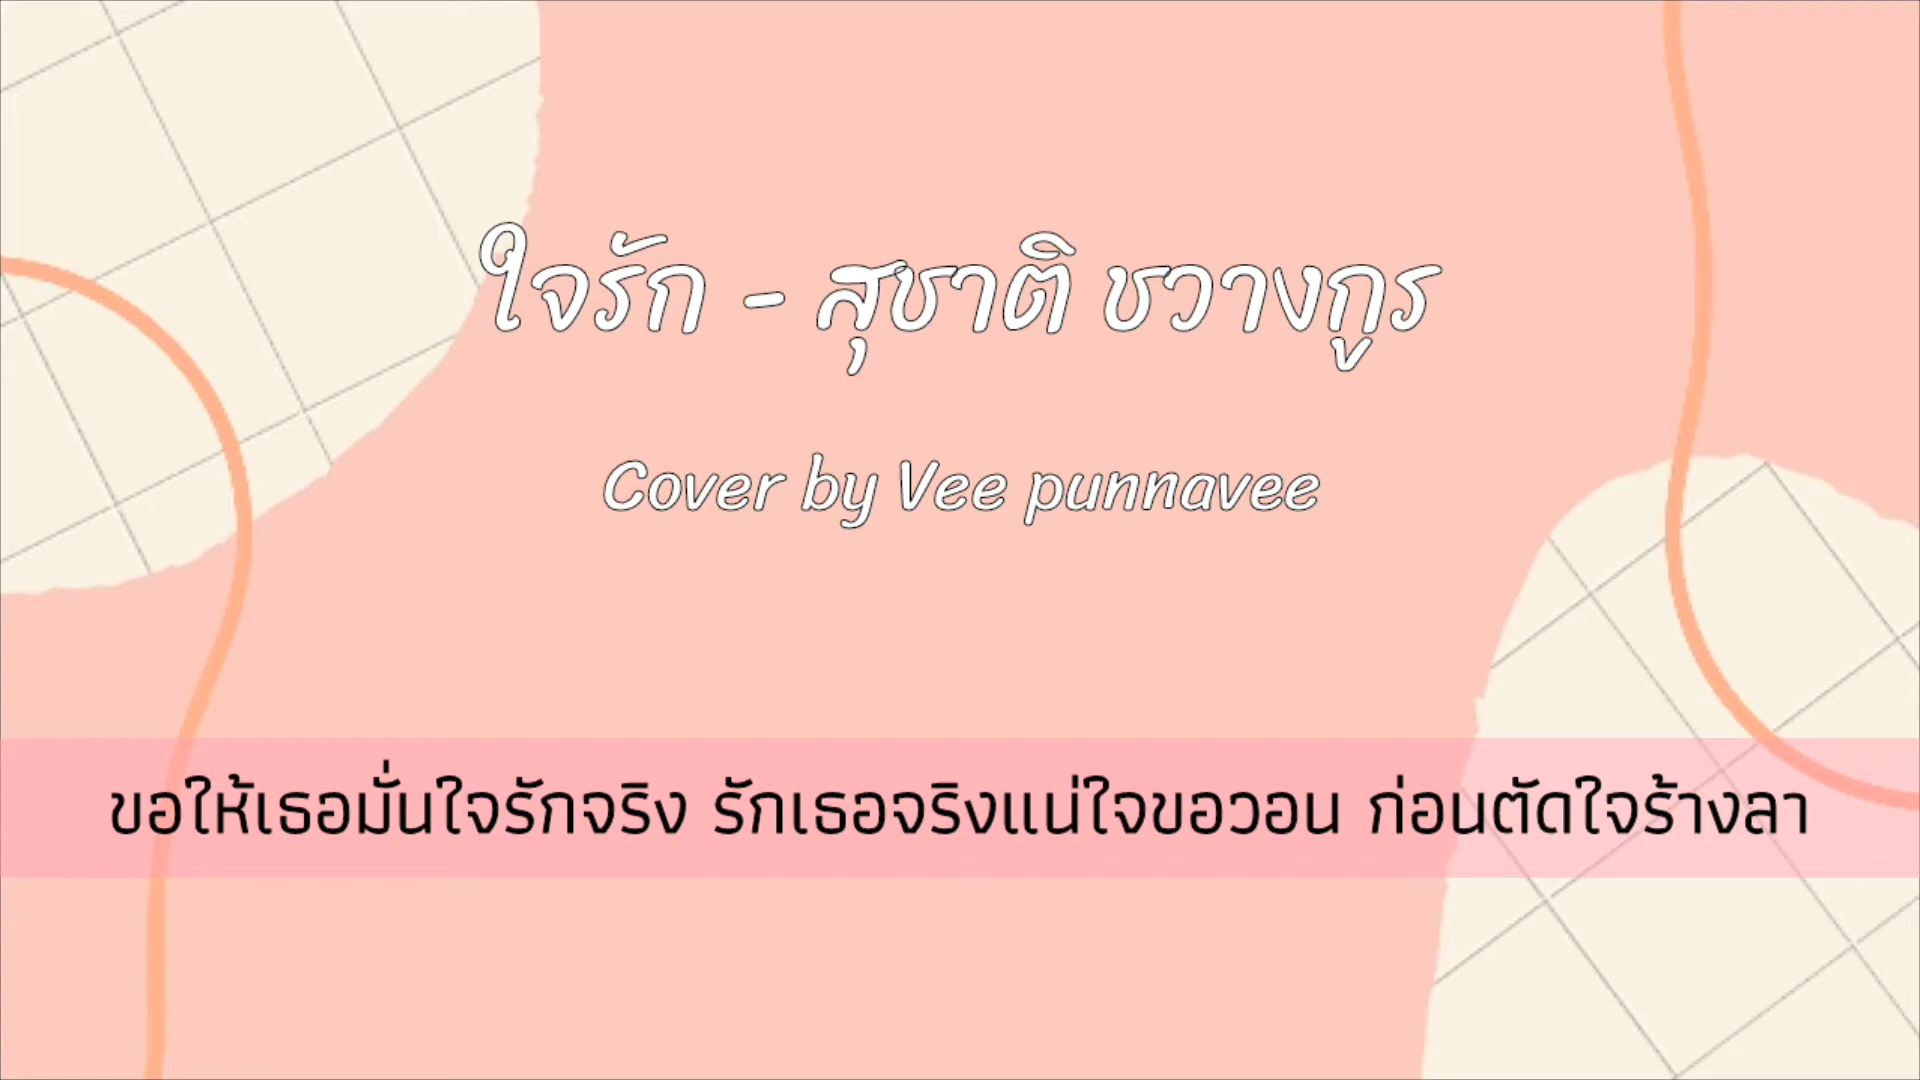 ใจรัก - สุชาติ ชวางกูร
Cover by Vee punnavee
ขอให้เธอมั่นใจรักจริง รักเธอจริงแน่ใจขอวอน ก่อนตัดใจร้างลา